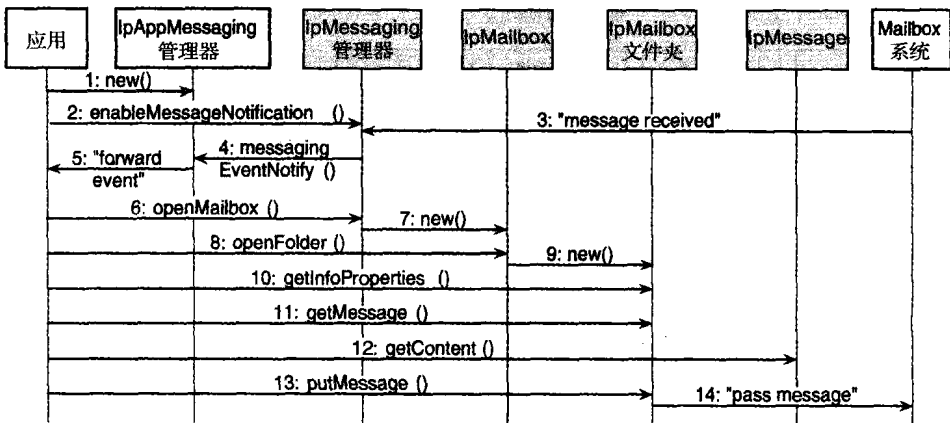 应用
IpAppMessaging
管理器
IpMessaging
管理器
IpMailbox
IpMailbox
文件夹
IpMessage
Mailbox
系统
1: new()
2: enableMessageNotification ()
3: "message received"
4: messaging
EventNotify ()
5: "forward
event"
6: openMailbox ()
7: new()
8: openFolder ()
9: new()
10: getInfoProperties ()
11: getMessage ()
12: getContent ()
13: putMessage ()
14: "pass message"